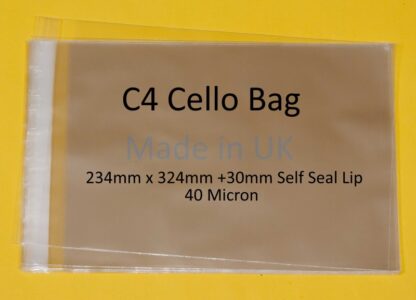 C4 Cello Bag
Made in UK
234mm x 324mm +30mm Self Seal Lip
40 Micron